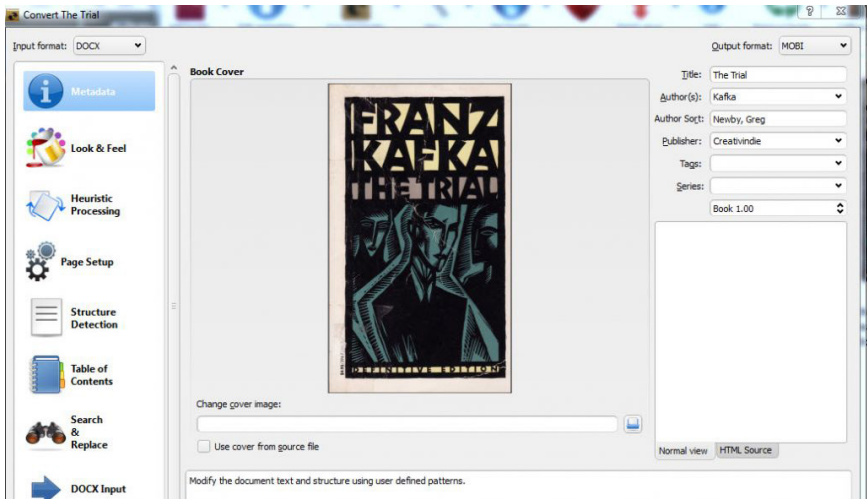 Convert The Trial
Input format: DOCX
Output format: MOBI
Metadata
Look & Feel
Heuristic
Processing
Page Setup
Structure
Detection
Table of
Contents
Search
&
Replace
DOCX Input
Book Cover
FRANZ
KAFKA
THE TRIAL
DEFINITIVE EDITION
Change cover image:
Use cover from source file
Title: The Trial
Author(s): Kafka
Author Sort: Newby, Greg
Publisher: Creativindie
Tags:
Series:
Book 1.00
Normal view HTML Source
Modify the document text and structure using user defined patterns.